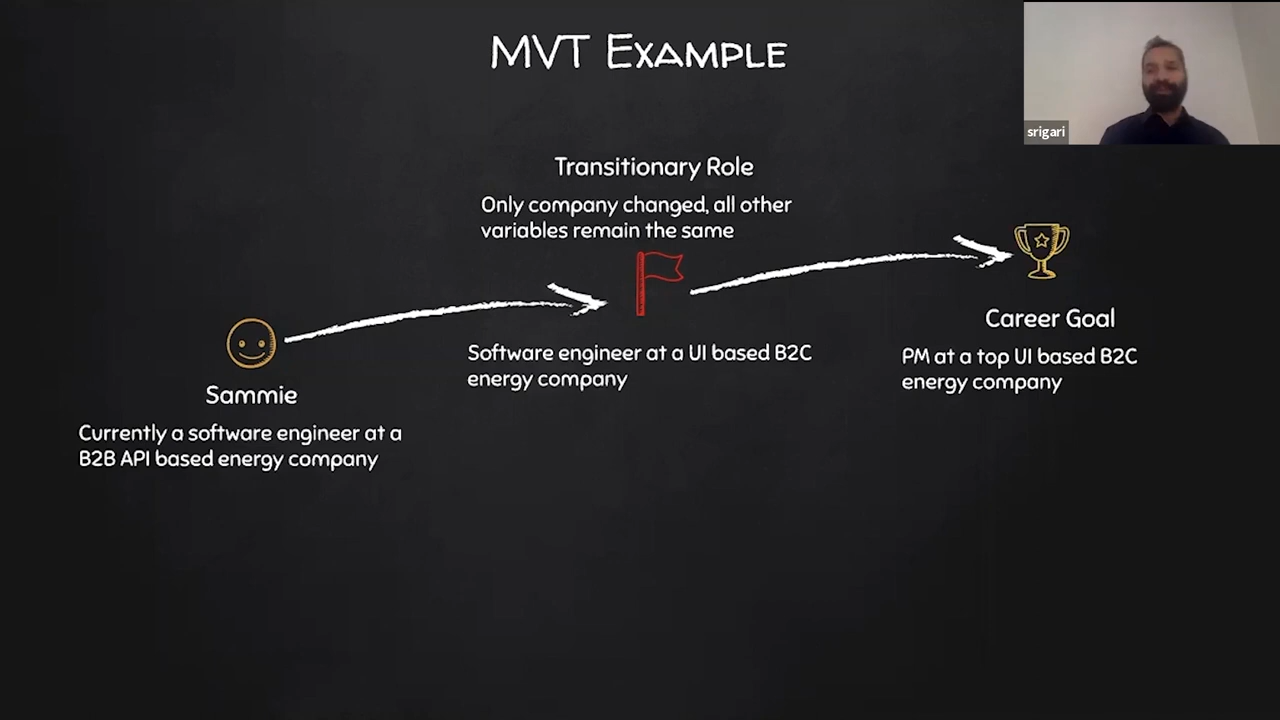 MVT Example
srigari
Transitionary Role
Only company changed, all other
variables remain the same
Sammie
Currently a software engineer at a
B2B API based energy company
Software engineer at a UI based B2C
energy company
Career Goal
PM at a top UI based B2C
energy company